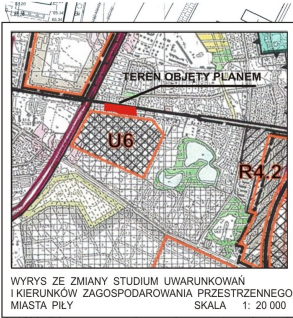 TEREN OBJĘTY PLANEM
U6
R4.2
WYRYS ZE ZMIANY STUDIUM UWARUNKOWAŃ
I KIERUNKÓW ZAGOSPODAROWANIA PRZESTRZENNEGO
MIASTA PIŁY SKALA 1: 20 000